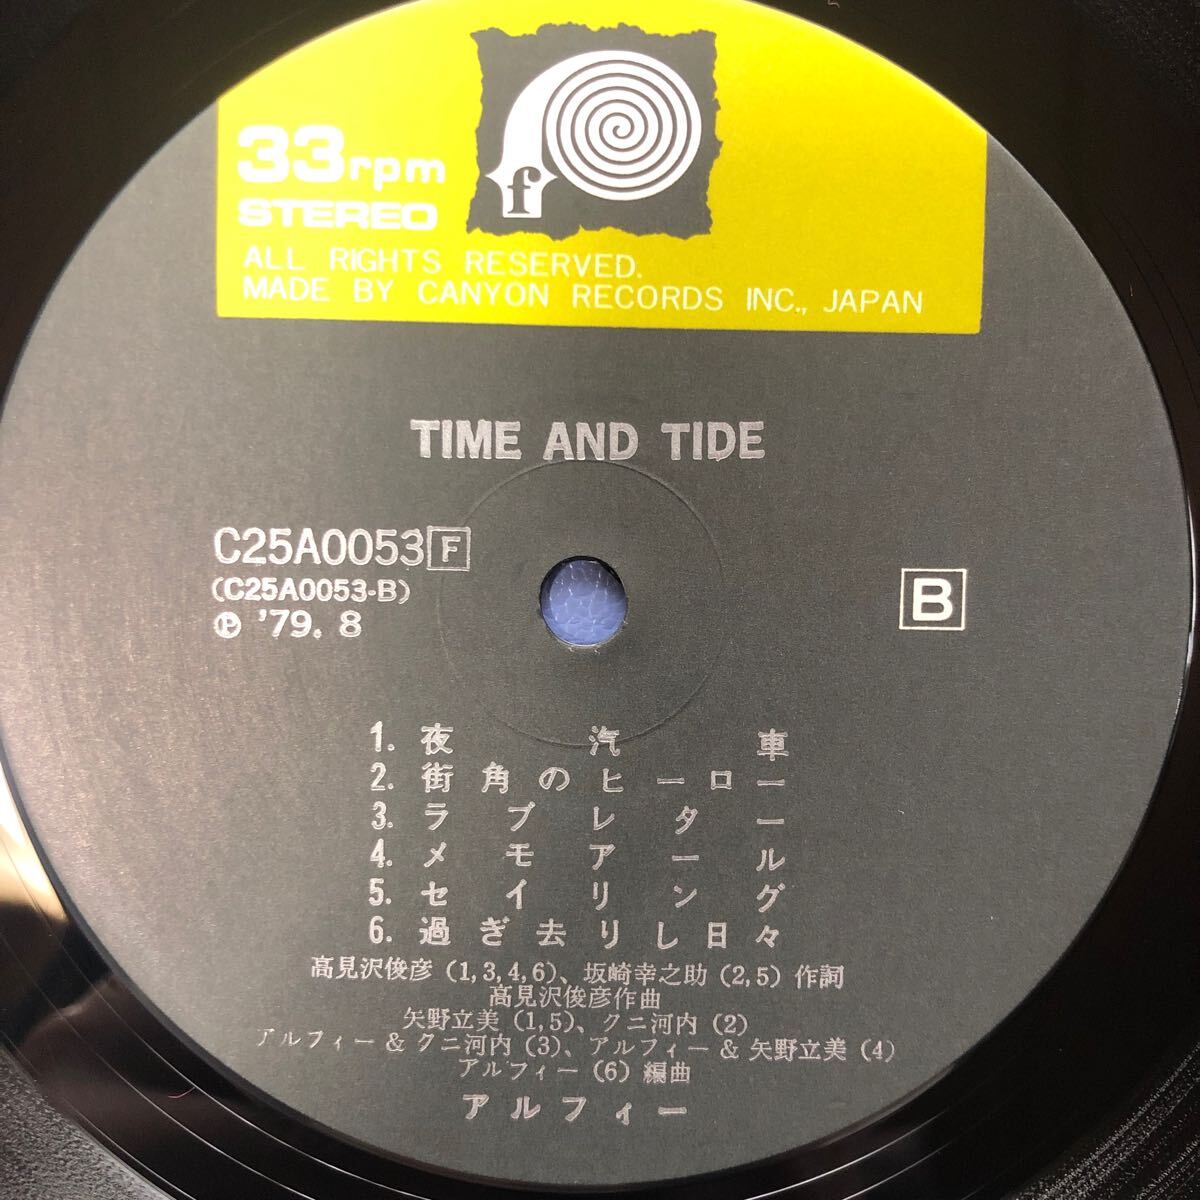 f
33rpm
STEREO
ALL RIGHTS RESERVED.
MADE BY CANYON RECORDS INC., JAPAN
TIME AND TIDE
C25A0053 F
(C25A0053-B)
℗ '79. 8
B
1. 夜汽車
2. 街角のヒーロー
3. ラブレター
4. メモアール
5. セイリング
6. 過ぎ去りし日々
高見沢俊彦 (1,3,4,6)、坂崎幸之助 (2,5) 作詞
高見沢俊彦作曲
矢野立美 (1,5)、クニ河内 (2)
アルフィー & クニ河内 (3)、アルフィー & 矢野立美 (4)
アルフィー (6) 編曲
アルフィー